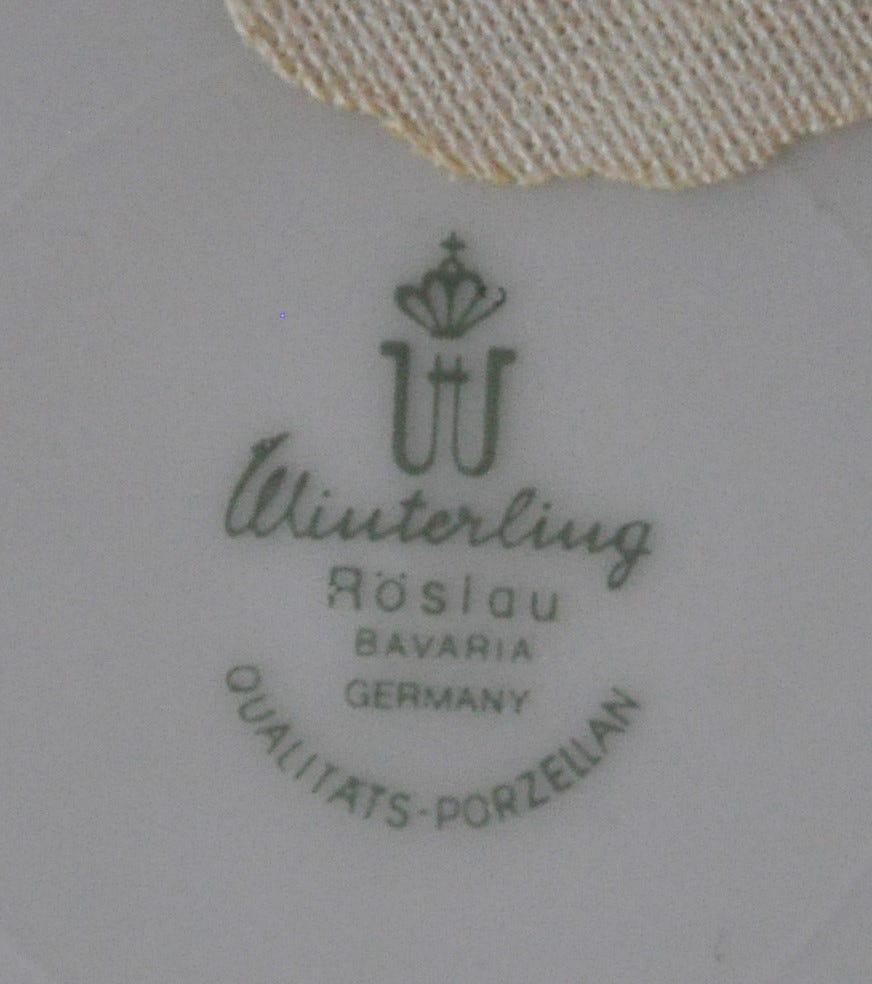 Winterling
Röslau
BAVARIA
GERMANY
QUALITÄTS-PORZELLAN